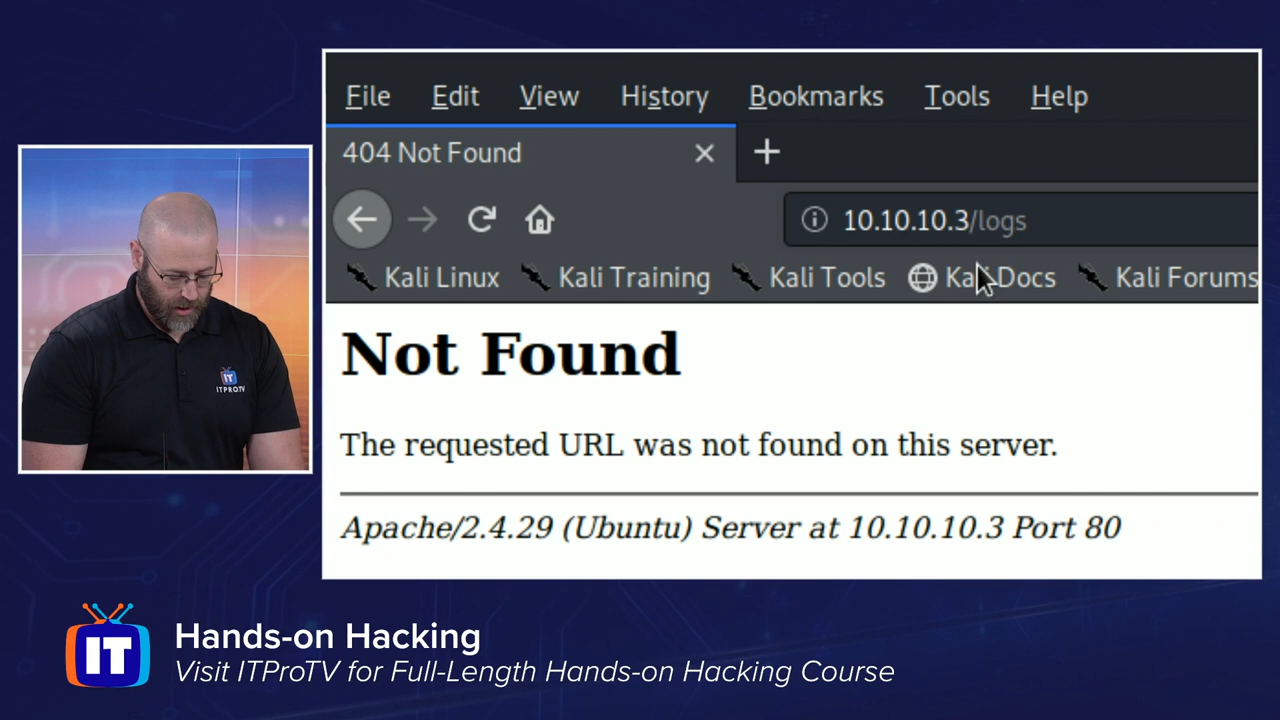 File Edit View History Bookmarks Tools Help
404 Not Found
10.10.10.3/logs
Kali Linux Kali Training Kali Tools Kali Docs Kali Forums
Not Found
The requested URL was not found on this server.
Apache/2.4.29 (Ubuntu) Server at 10.10.10.3 Port 80
IT
ITPRO.TV
IT
Hands-on Hacking
Visit ITProTV for Full-Length Hands-on Hacking Course